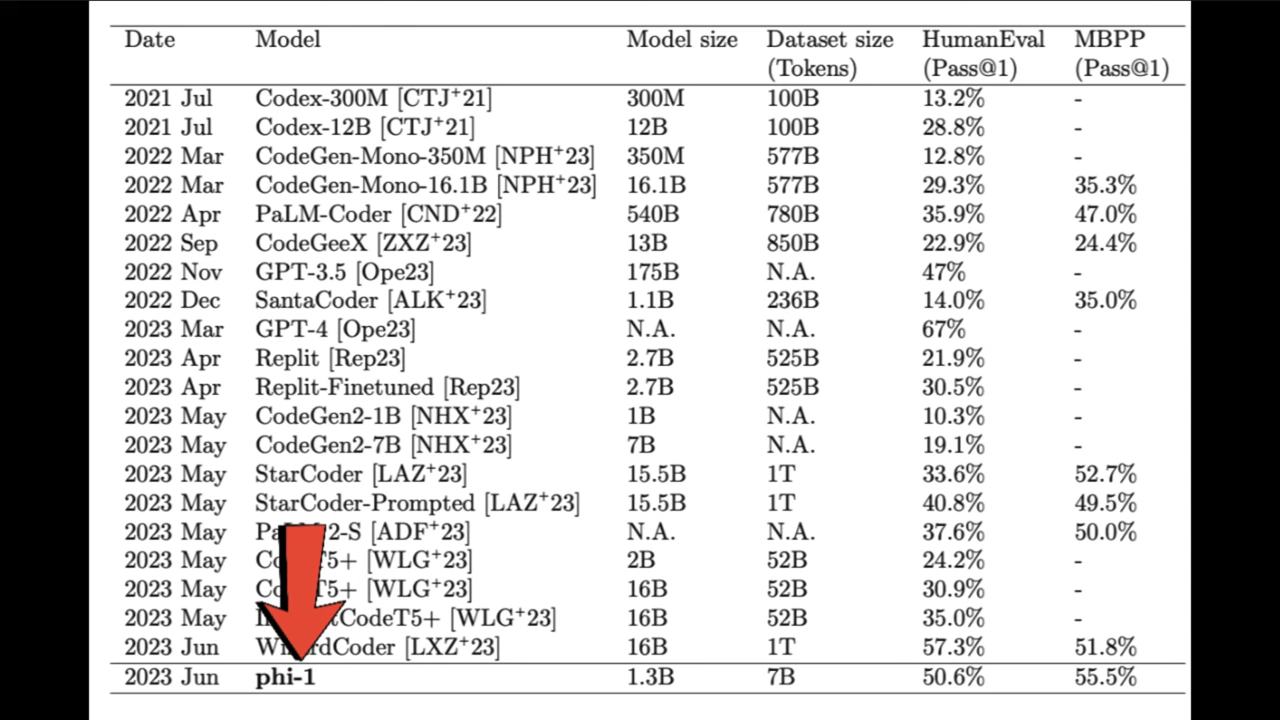 Date Model Model size Dataset size HumanEval MBPP
(Tokens) (Pass@1) (Pass@1)
2021 Jul Codex-300M [CTJ+21] 300M 100B 13.2% -
2021 Jul Codex-12B [CTJ+21] 12B 100B 28.8% -
2022 Mar CodeGen-Mono-350M [NPH+23] 350M 577B 12.8% -
2022 Mar CodeGen-Mono-16.1B [NPH+23] 16.1B 577B 29.3% 35.3%
2022 Apr PaLM-Coder [CND+22] 540B 780B 35.9% 47.0%
2022 Sep CodeGeeX [ZXZ+23] 13B 850B 22.9% 24.4%
2022 Nov GPT-3.5 [Ope23] 175B N.A. 47% -
2022 Dec SantaCoder [ALK+23] 1.1B 236B 14.0% 35.0%
2023 Mar GPT-4 [Ope23] N.A. N.A. 67% -
2023 Apr Replit [Rep23] 2.7B 525B 21.9% -
2023 Apr Replit-Finetuned [Rep23] 2.7B 525B 30.5% -
2023 May CodeGen2-1B [NHX+23] 1B N.A. 10.3% -
2023 May CodeGen2-7B [NHX+23] 7B N.A. 19.1% -
2023 May StarCoder [LAZ+23] 15.5B 1T 33.6% 52.7%
2023 May StarCoder-Prompted [LAZ+23] 15.5B 1T 40.8% 49.5%
2023 May [ADF+23] N.A. N.A. 37.6% 50.0%
2023 May [WLG+23] 2B 52B 24.2% -
2023 May [WLG+23] 16B 52B 30.9% -
2023 May [WLG+23] 16B 52B 35.0% -
2023 Jun [LXZ+23] 16B 1T 57.3% 51.8%
2023 Jun phi-1 1.3B 7B 50.6% 55.5%